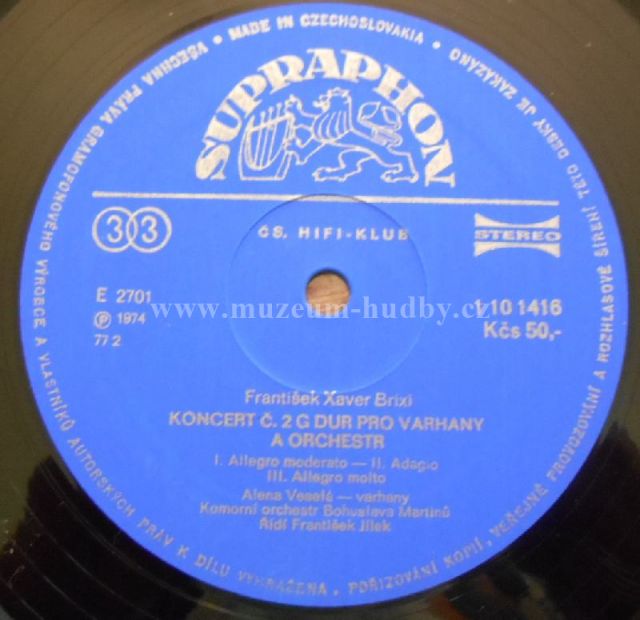 VŠECHNA PRÁVA GRAMOFONOVÉHO VÝROBCE A VLASTNÍKŮ AUTORSKÝCH PRÁV K DÍLU VYHRAŽENA. POŘIZOVÁNÍ KOPIÍ, VEŘEJNÉ PROVOZOVÁNÍ A ROZHLASOVÉ ŠÍŘENÍ TÉTO DESKY JE ZAKÁZÁNO • MADE IN CZECHOSLOVAKIA •
SUPRAPHON
33
ČS. HIFI-KLUB
STEREO
E 2701
Ⓟ 1974
77 2
1 10 1416
Kčs 50,-
www.muzeum-hudby.cz
František Xaver Brixi
KONCERT Č. 2 G DUR PRO VARHANY
A ORCHESTR
I. Allegro moderato — II. Adagio
III. Allegro molto
Alena Veselá — varhany
Komorní orchestr Bohuslava Martinů
Řídí František Jílek